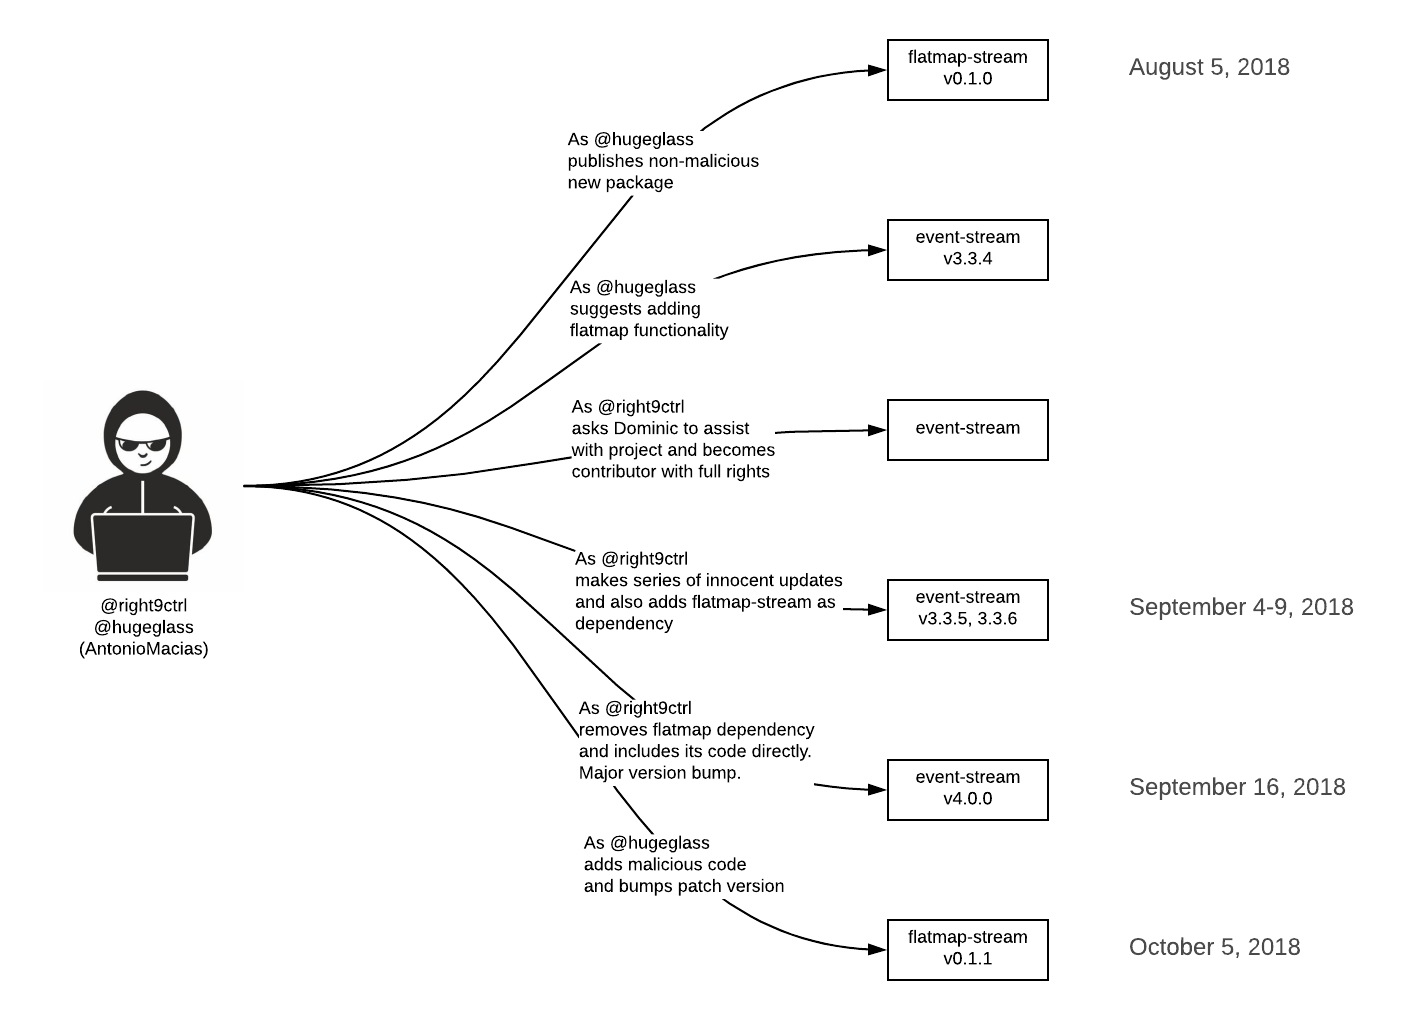 flatmap-stream
v0.1.0
August 5, 2018
As @hugeglass
publishes non-malicious
new package
event-stream
v3.3.4
As @hugeglass
suggests adding
flatmap functionality
As @right9ctrl
asks Dominic to assist
with project and becomes
contributor with full rights
event-stream
@right9ctrl
@hugeglass
(AntonioMacias)
As @right9ctrl
makes series of innocent updates
and also adds flatmap-stream as
dependency
event-stream
v3.3.5, 3.3.6
September 4-9, 2018
As @right9ctrl
removes flatmap dependency
and includes its code directly.
Major version bump.
event-stream
v4.0.0
September 16, 2018
As @hugeglass
adds malicious code
and bumps patch version
flatmap-stream
v0.1.1
October 5, 2018